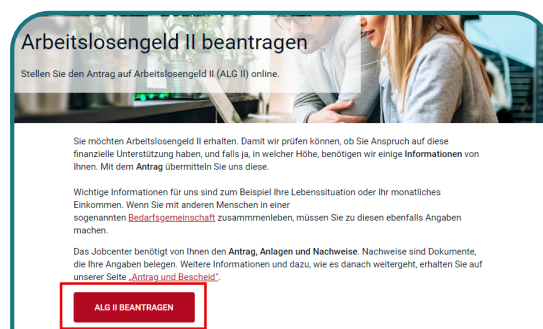 Arbeitslosengeld II beantragen
Stellen Sie den Antrag auf Arbeitslosengeld II (ALG II) online.
Sie möchten Arbeitslosengeld II erhalten. Damit wir prüfen können, ob Sie Anspruch auf diese
finanzielle Unterstützung haben, und falls ja, in welcher Höhe, benötigen wir einige Informationen von
Ihnen. Mit dem Antrag übermitteln Sie uns diese.
Wichtige Informationen für uns sind zum Beispiel Ihre Lebenssituation oder Ihr monatliches
Einkommen. Wenn Sie mit anderen Menschen in einer
sogenannten Bedarfsgemeinschaft zusammmenleben, müssen Sie zu diesen ebenfalls Angaben
machen.
Das Jobcenter benötigt von Ihnen den Antrag, Anlagen und Nachweise. Nachweise sind Dokumente,
die Ihre Angaben belegen. Weitere Informationen und dazu, wie es danach weitergeht, erhalten Sie auf
unserer Seite „Antrag und Bescheid".
ALG II BEANTRAGEN